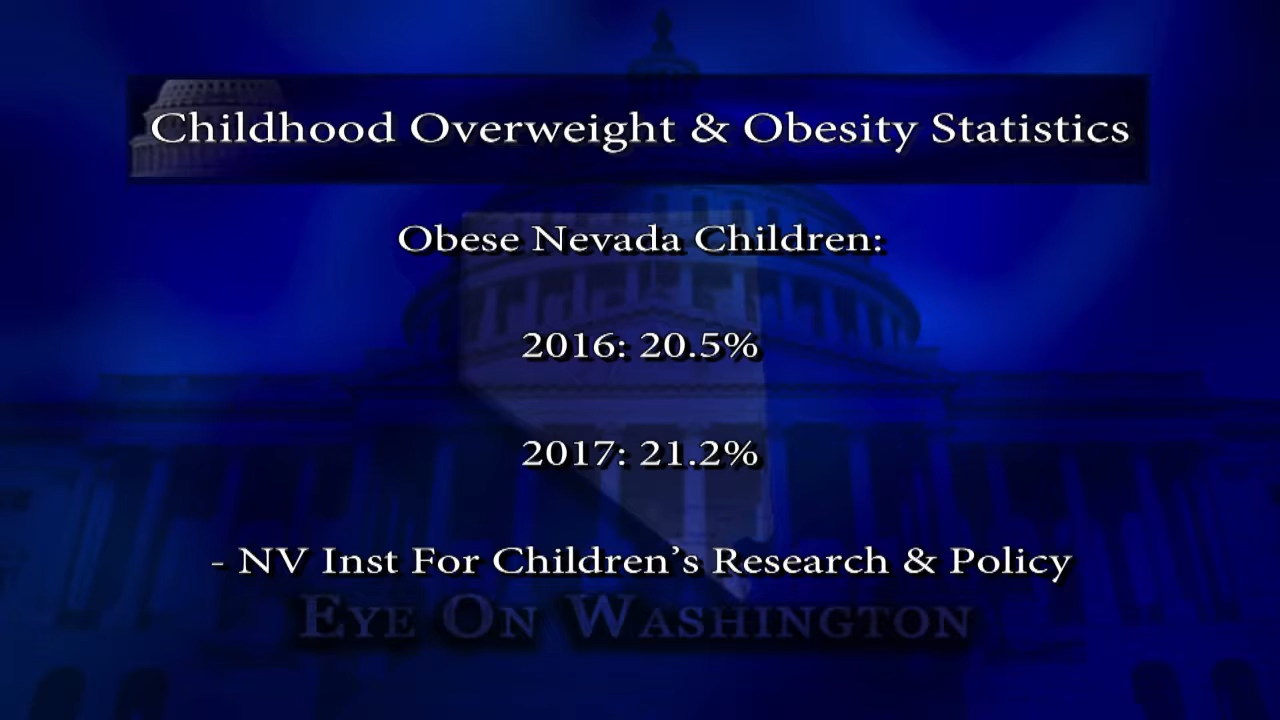 Childhood Overweight & Obesity Statistics
Obese Nevada Children:
2016: 20.5%
2017: 21.2%
- NV Inst For Children’s Research & Policy
EYE ON WASHINGTON